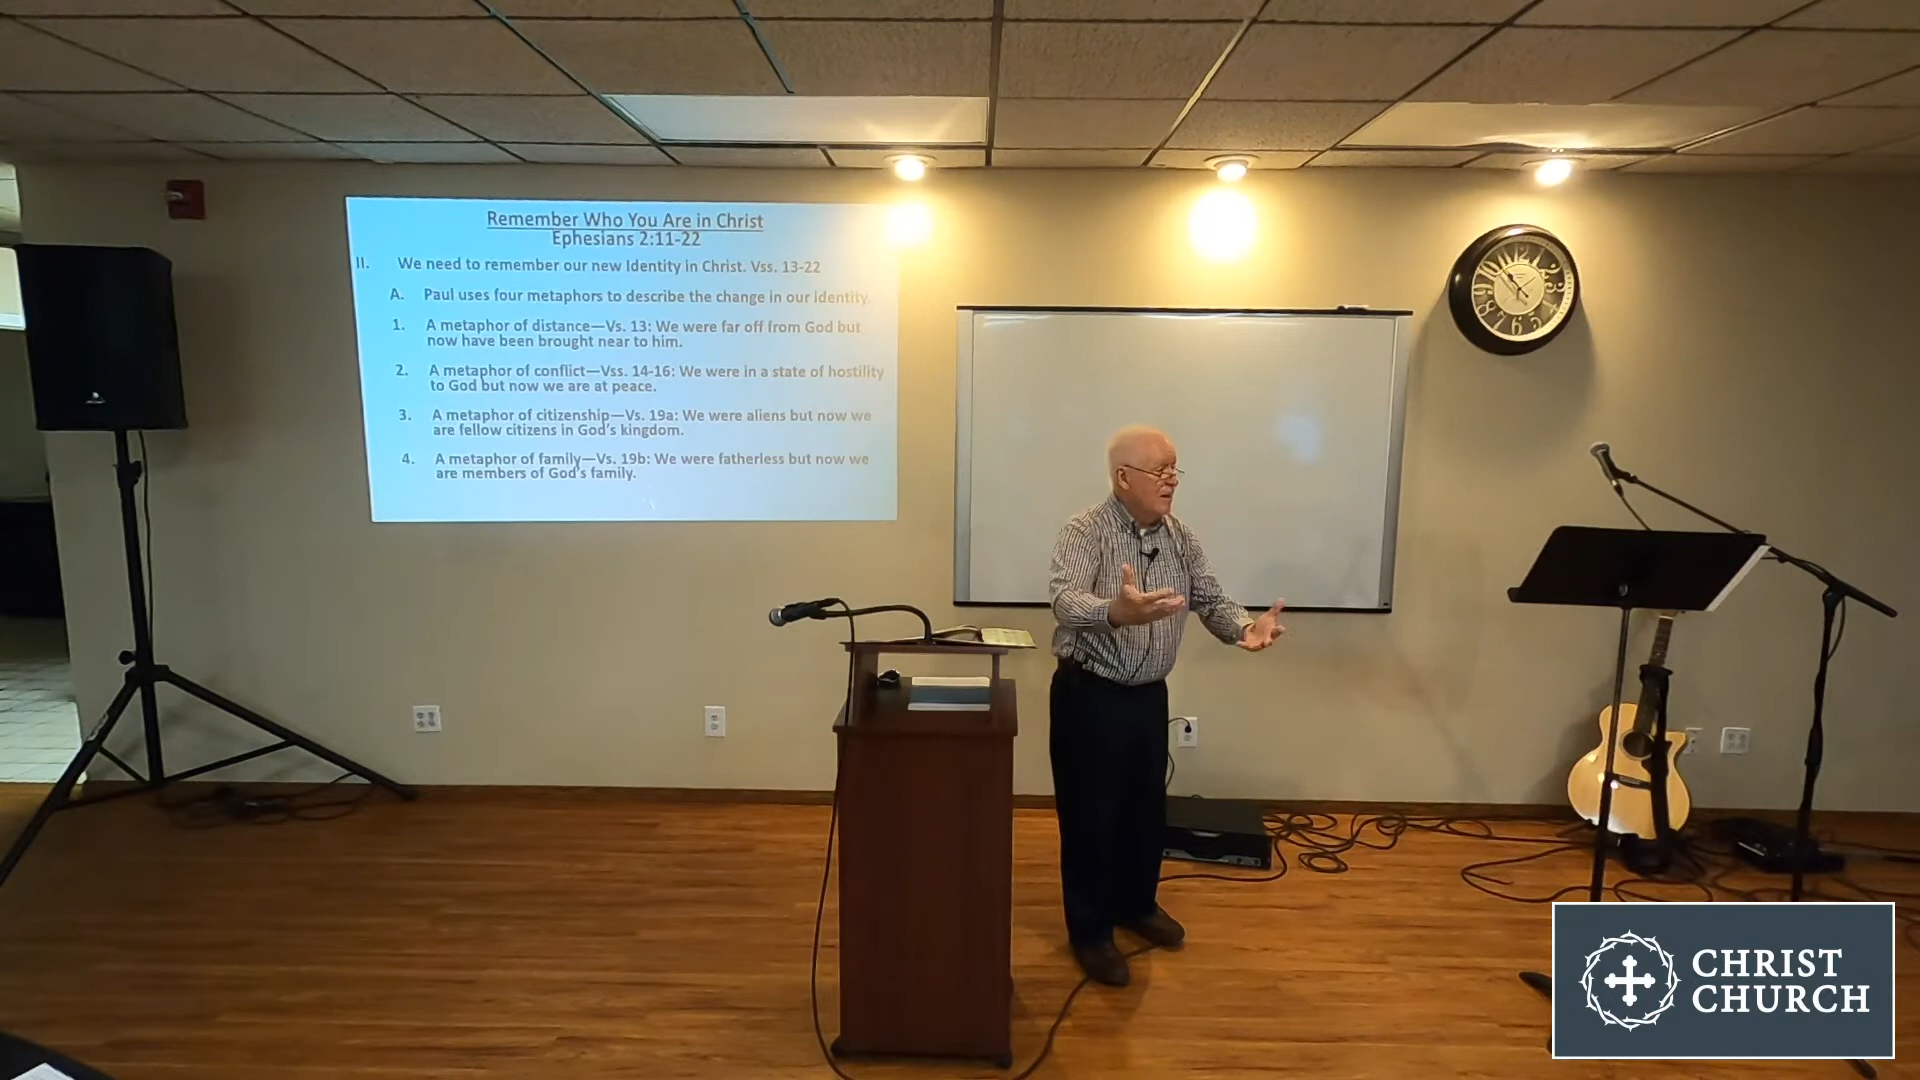 Remember Who You Are in Christ
Ephesians 2:11-22
II. We need to remember our new Identity in Christ. Vss. 13-22
A. Paul uses four metaphors to describe the change in our identity.
1. A metaphor of distance—Vs. 13: We were far off from God but
now have been brought near to him.
2. A metaphor of conflict—Vss. 14-16: We were in a state of hostility
to God but now we are at peace.
3. A metaphor of citizenship—Vs. 19a: We were aliens but now we
are fellow citizens in God's kingdom.
4. A metaphor of family—Vs. 19b: We were fatherless but now we
are members of God's family.
CHRIST
CHURCH